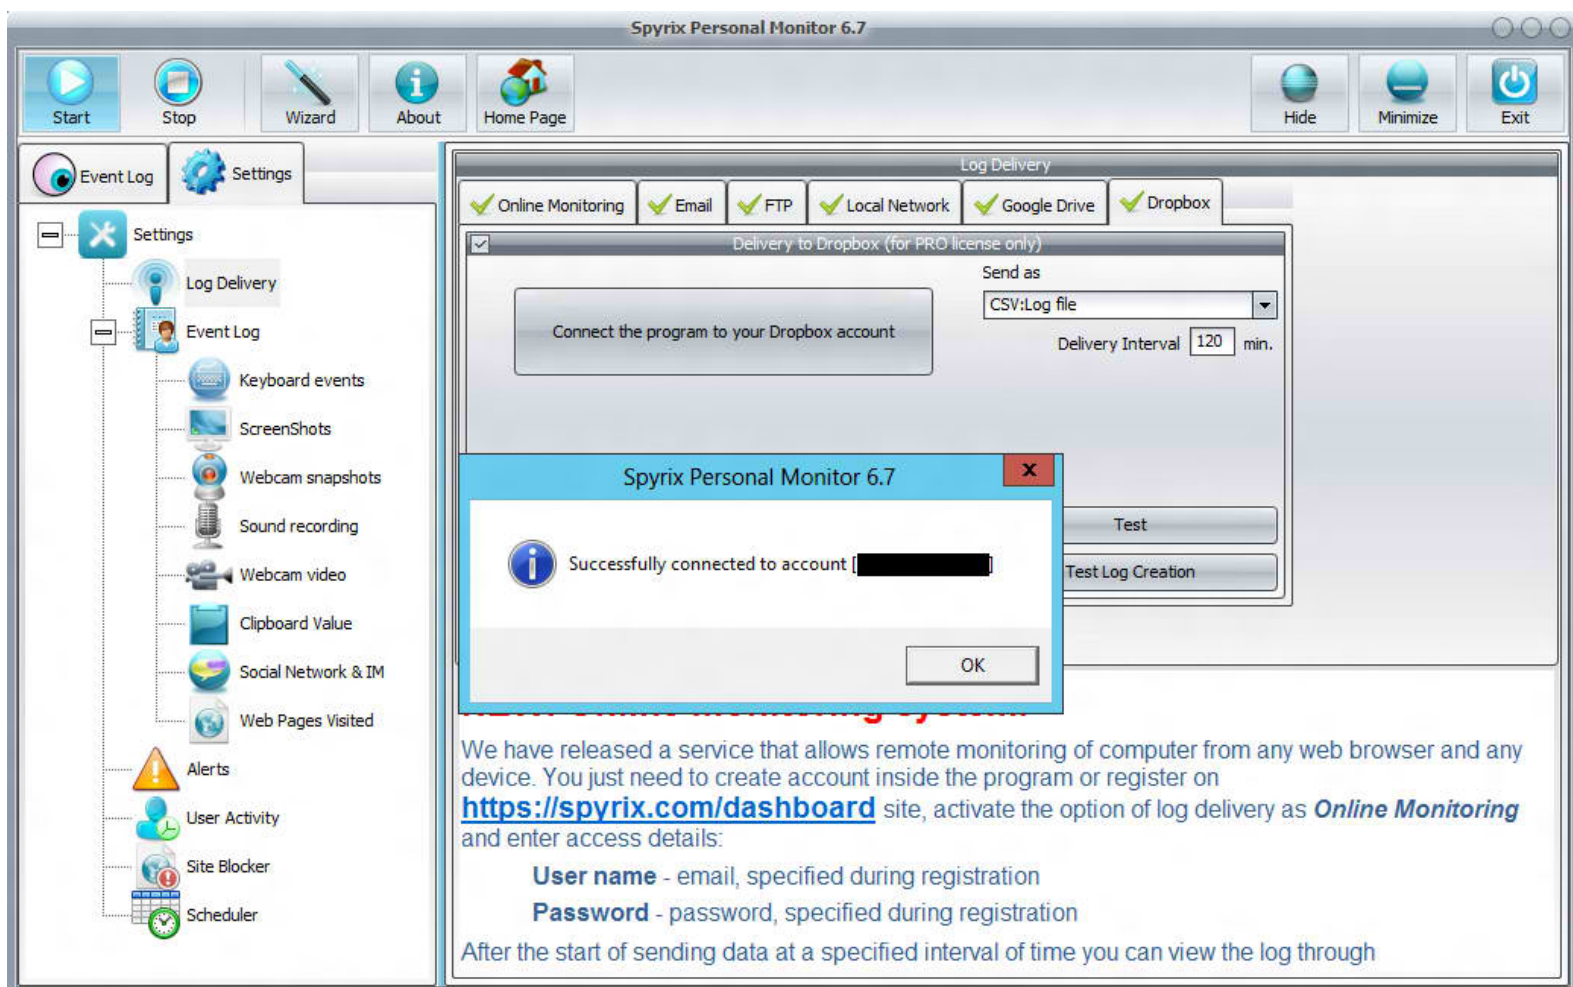 Spyrix Personal Monitor 6.7
Start
Stop
Wizard
About
Home Page
Hide
Minimize
Exit
Event Log
Settings
Settings
Log Delivery
Event Log
Keyboard events
ScreenShots
Webcam snapshots
Sound recording
Webcam video
Clipboard Value
Social Network & IM
Web Pages Visited
Alerts
User Activity
Site Blocker
Scheduler
Log Delivery
Online Monitoring
Email
FTP
Local Network
Google Drive
Dropbox
Delivery to Dropbox (for PRO license only)
Connect the program to your Dropbox account
Send as
CSV:Log file
Delivery Interval 120 min.
Test
Test Log Creation
Spyrix Personal Monitor 6.7
x
Successfully connected to account [ ]
OK
We have released a service that allows remote monitoring of computer from any web browser and any
device. You just need to create account inside the program or register on
https://spyrix.com/dashboard site, activate the option of log delivery as Online Monitoring
and enter access details:
User name - email, specified during registration
Password - password, specified during registration
After the start of sending data at a specified interval of time you can view the log through